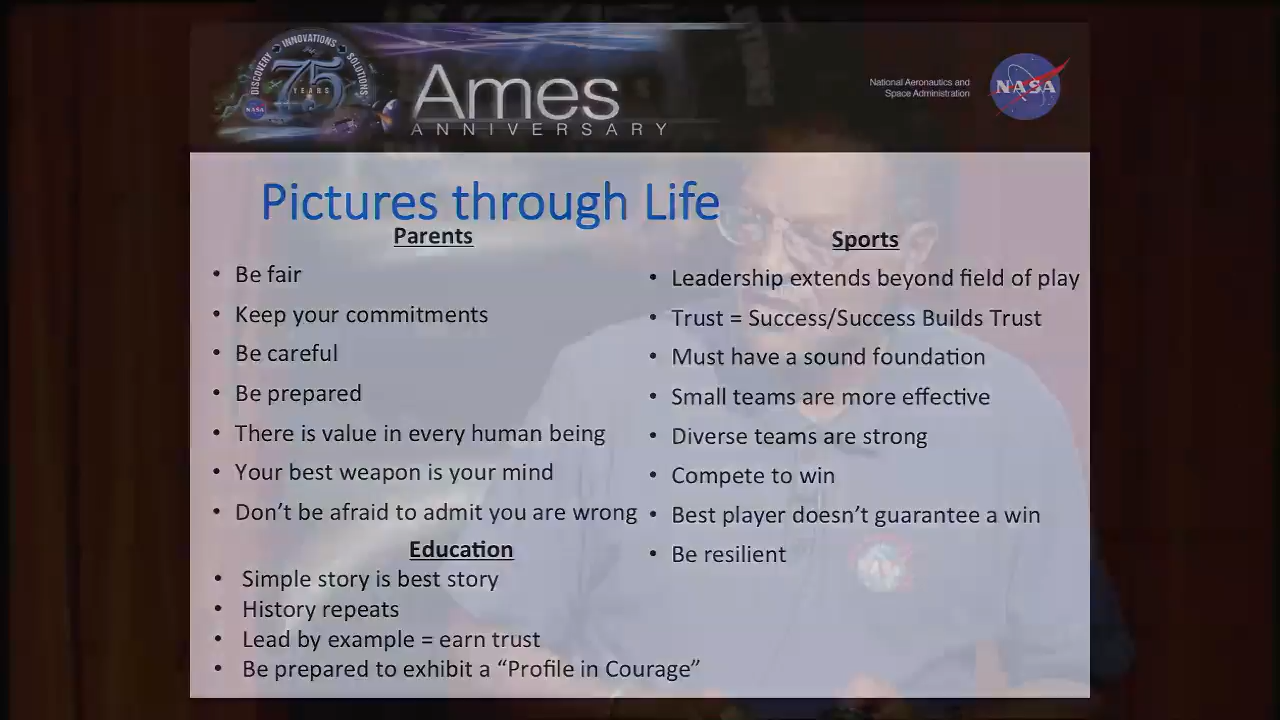 DISCOVERY INNOVATIONS SOLUTIONS
75
YEARS
NASA
Ames
ANNIVERSARY
National Aeronautics and
Space Administration
NASA
Pictures through Life
Parents
• Be fair
• Keep your commitments
• Be careful
• Be prepared
• There is value in every human being
• Your best weapon is your mind
• Don’t be afraid to admit you are wrong
Education
• Simple story is best story
• History repeats
• Lead by example = earn trust
• Be prepared to exhibit a “Profile in Courage”
Sports
• Leadership extends beyond field of play
• Trust = Success/Success Builds Trust
• Must have a sound foundation
• Small teams are more effective
• Diverse teams are strong
• Compete to win
• Best player doesn’t guarantee a win
• Be resilient
NASA